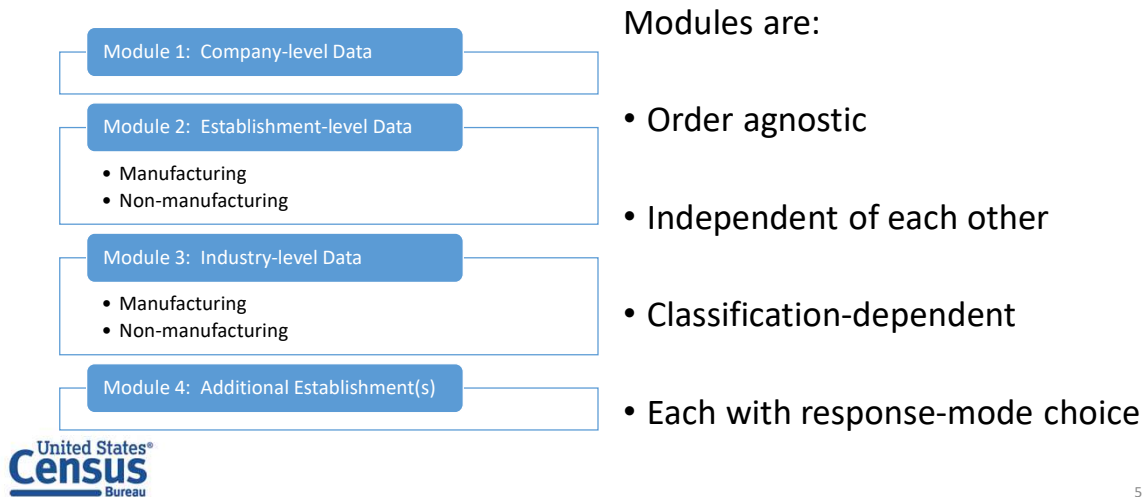 Module 1:  Company-level Data
Module 2:  Establishment-level Data
• Manufacturing
• Non-manufacturing
Module 3:  Industry-level Data
• Manufacturing
• Non-manufacturing
Module 4:  Additional Establishment(s)
Modules are:
• Order agnostic
• Independent of each other
• Classification-dependent
• Each with response-mode choice
United States®
Census
Bureau
5